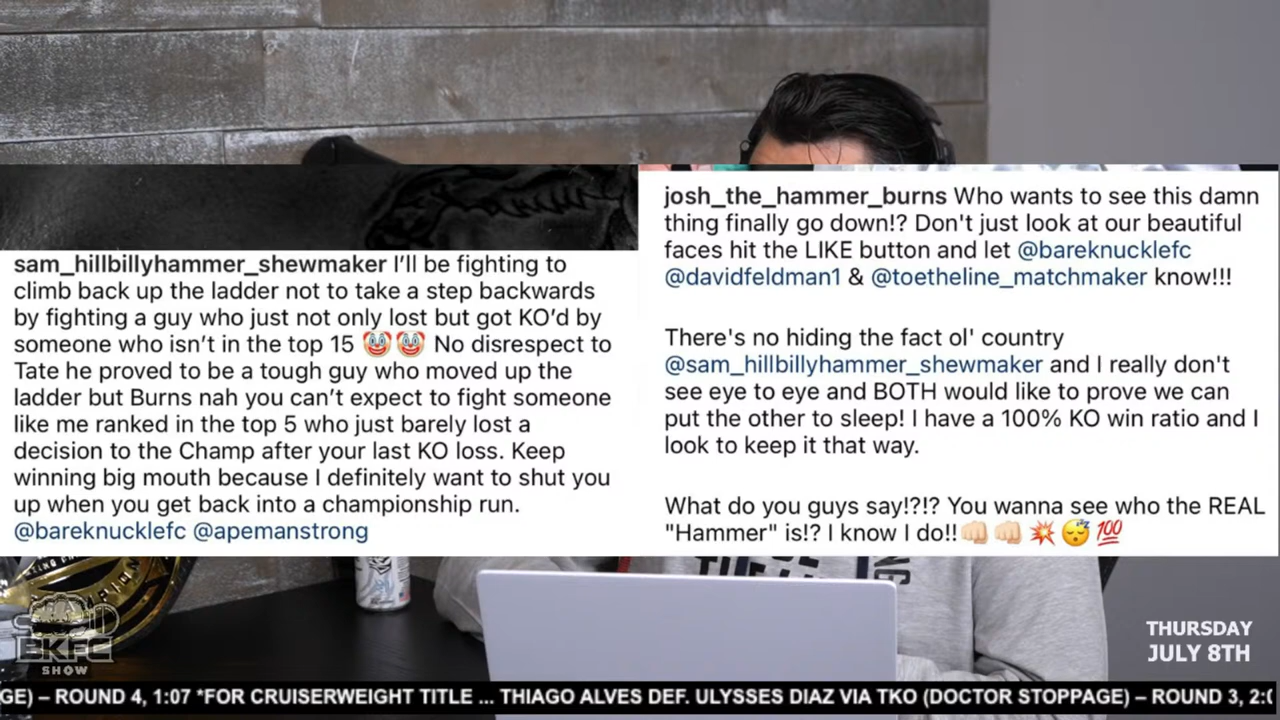 sam_hillbillyhammer_shewmaker I’ll be fighting to
climb back up the ladder not to take a step backwards
by fighting a guy who just not only lost but got KO’d by
someone who isn’t in the top 15 🤡🤡 No disrespect to
Tate he proved to be a tough guy who moved up the
ladder but Burns nah you can’t expect to fight someone
like me ranked in the top 5 who just barely lost a
decision to the Champ after your last KO loss. Keep
winning big mouth because I definitely want to shut you
up when you get back into a championship run.
@bareknucklefc @apemanstrong
josh_the_hammer_burns Who wants to see this damn
thing finally go down!? Don't just look at our beautiful
faces hit the LIKE button and let @bareknucklefc
@davidfeldman1 & @toetheline_matchmaker know!!!
There's no hiding the fact ol' country
@sam_hillbillyhammer_shewmaker and I really don't
see eye to eye and BOTH would like to prove we can
put the other to sleep! I have a 100% KO win ratio and I
look to keep it that way.
What do you guys say!?!? You wanna see who the REAL
"Hammer" is!? I know I do!!👊🏻👊🏻💥😴💯
BKFC
SHOW
THURSDAY
JULY 8TH
GE) – ROUND 4, 1:07 *FOR CRUISERWEIGHT TITLE ... THIAGO ALVES DEF. ULYSSES DIAZ VIA TKO (DOCTOR STOPPAGE) – ROUND 3, 2:0